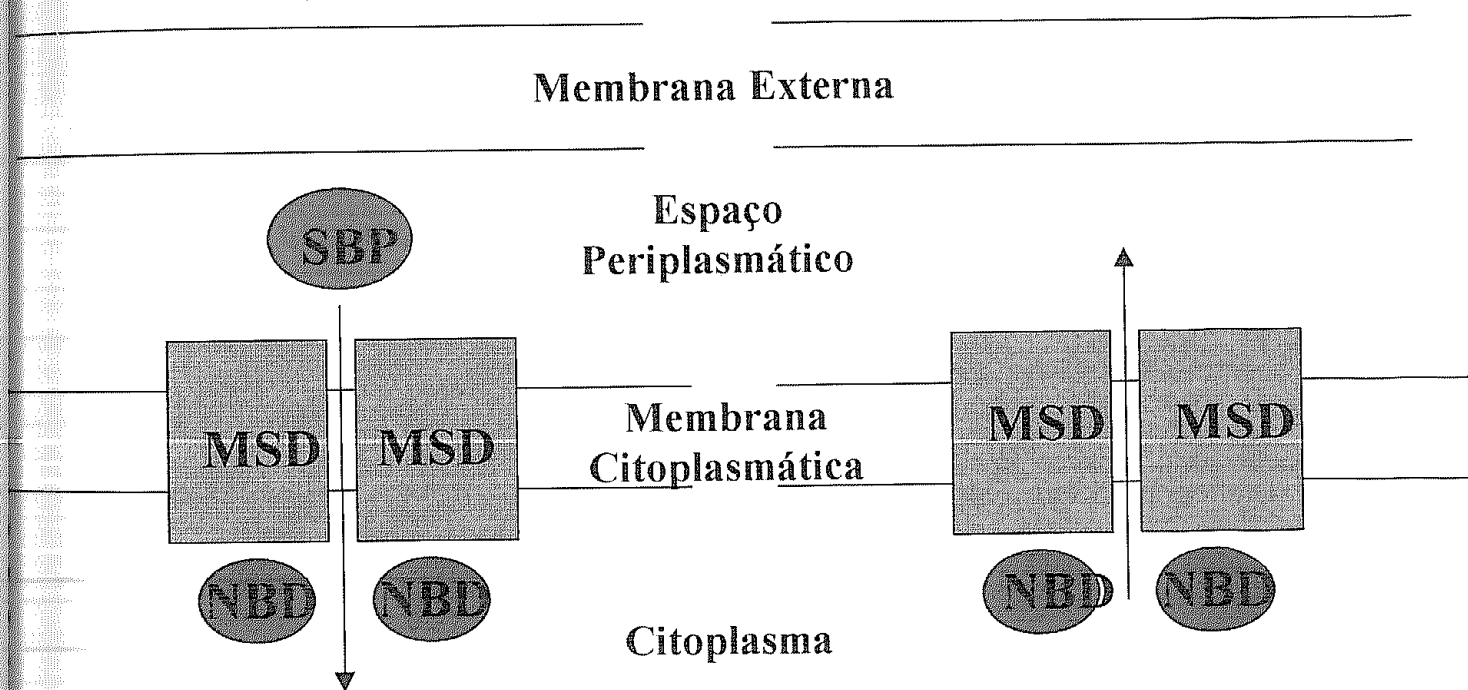 Membrana Externa
SBP
Espaço
Periplasmático
MSD MSD
Membrana
Citoplasmática
MSD MSD
NBD NBD
NBD NBD
Citoplasma